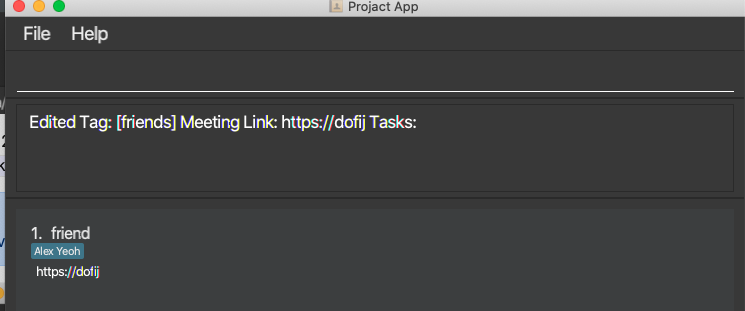 Projact App
File Help
Edited Tag: [friends] Meeting Link: https://dofij Tasks:
1. friend
Alex Yeoh
https://dofij